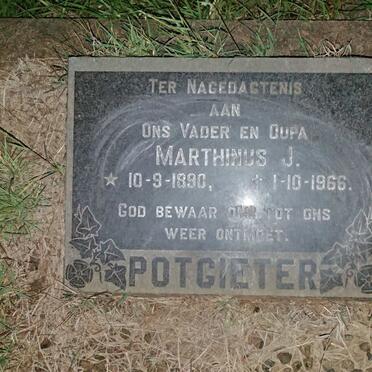 TER NAGEDAGTENIS
AAN
ONS VADER EN OUPA
MARTHINUS J.
* 10-9-1890, † 1-10-1966.
GOD BEWAAR ONS TOT ONS
WEER ONTMOET.
POTGIETER